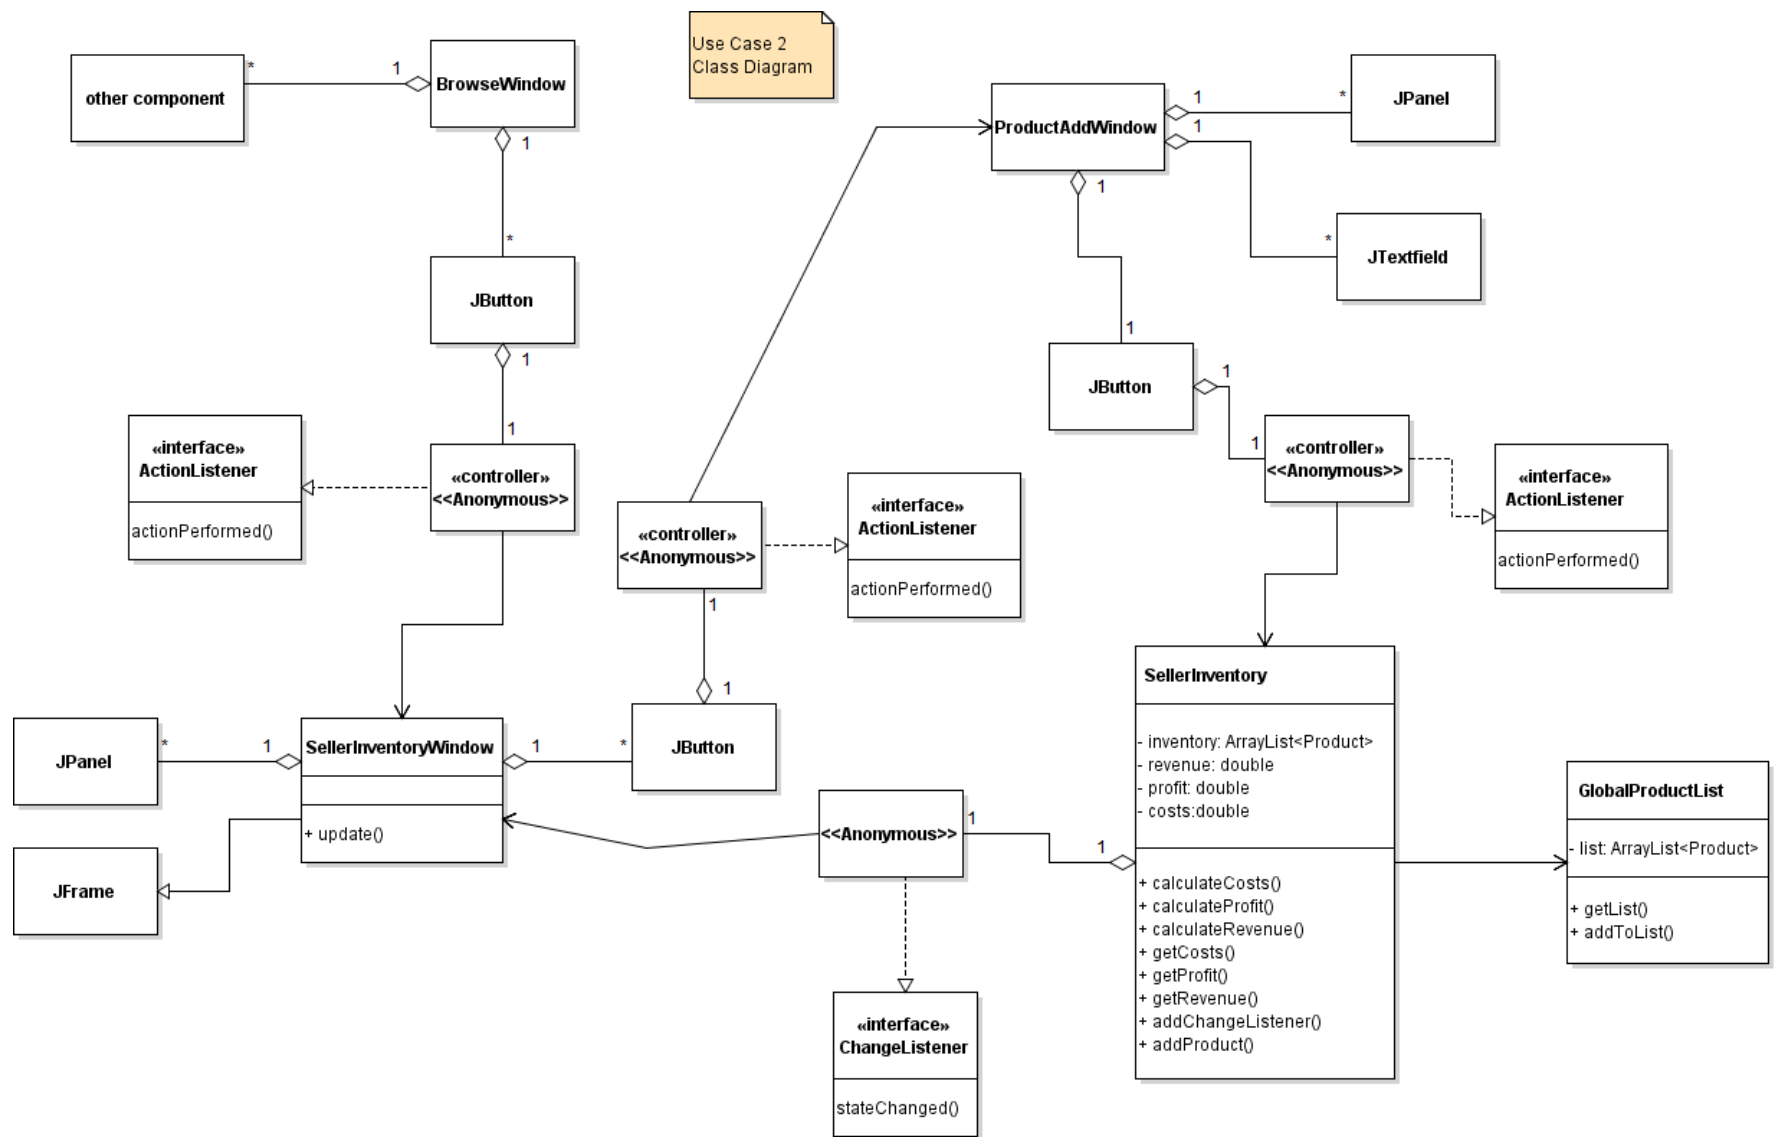 Use Case 2
Class Diagram
other component
*
1
BrowseWindow
1
*
JButton
1
1
«interface»
ActionListener
actionPerformed()
«controller»
<<Anonymous>>
ProductAddWindow
1
*
JPanel
1
*
JTextfield
1
1
JButton
1
1
«controller»
<<Anonymous>>
«interface»
ActionListener
actionPerformed()
«controller»
<<Anonymous>>
«interface»
ActionListener
actionPerformed()
1
1
JPanel
*
1
SellerInventoryWindow
+ update()
1
*
JButton
JFrame
<<Anonymous>>
1
1
«interface»
ChangeListener
stateChanged()
SellerInventory
- inventory: ArrayList<Product>
- revenue: double
- profit: double
- costs:double
+ calculateCosts()
+ calculateProfit()
+ calculateRevenue()
+ getCosts()
+ getProfit()
+ getRevenue()
+ addChangeListener()
+ addProduct()
GlobalProductList
- list: ArrayList<Product>
+ getList()
+ addToList()